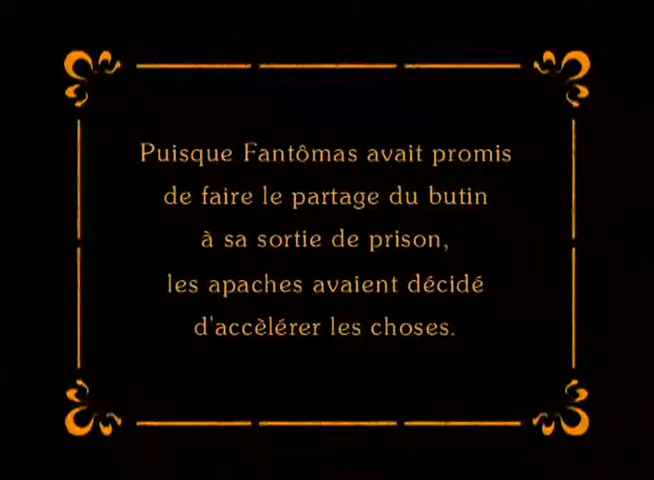 Puisque Fantômas avait promis
de faire le partage du butin
à sa sortie de prison,
les apaches avaient décidé
d'accèlérer les choses.